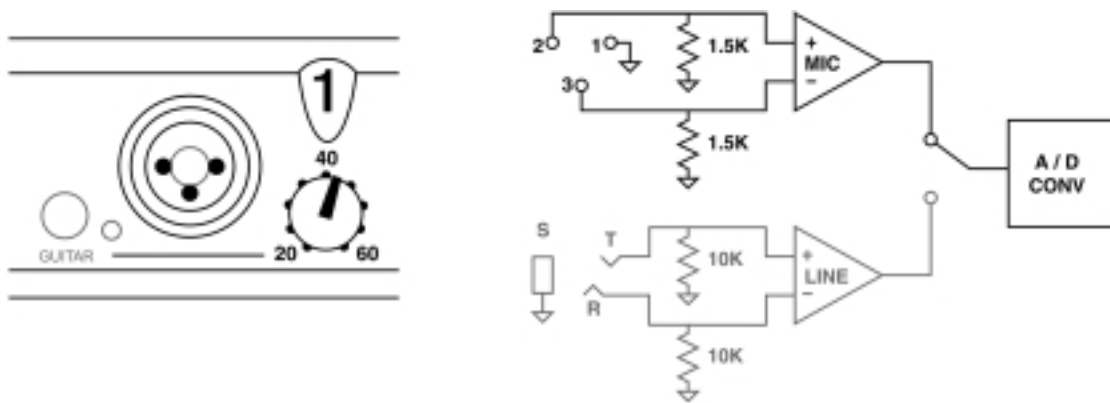 1
40
20
60
GUITAR
2
1
3
1.5K
1.5K
+
MIC
−
A / D
CONV
S
T
R
10K
10K
+
LINE
−